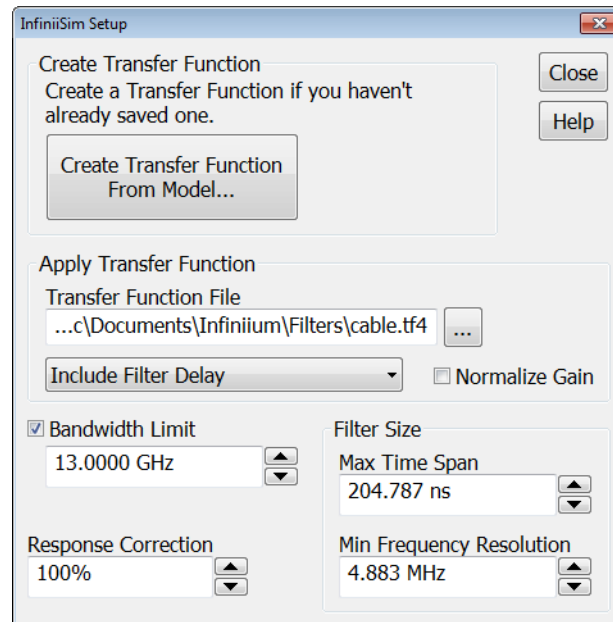 InfiniiSim Setup
Create Transfer Function
Create a Transfer Function if you haven't
already saved one.
Create Transfer Function
From Model...
Close
Help
Apply Transfer Function
Transfer Function File
...c\Documents\Infiniium\Filters\cable.tf4
...
Include Filter Delay
Normalize Gain
Bandwidth Limit
13.0000 GHz
Response Correction
100%
Filter Size
Max Time Span
204.787 ns
Min Frequency Resolution
4.883 MHz